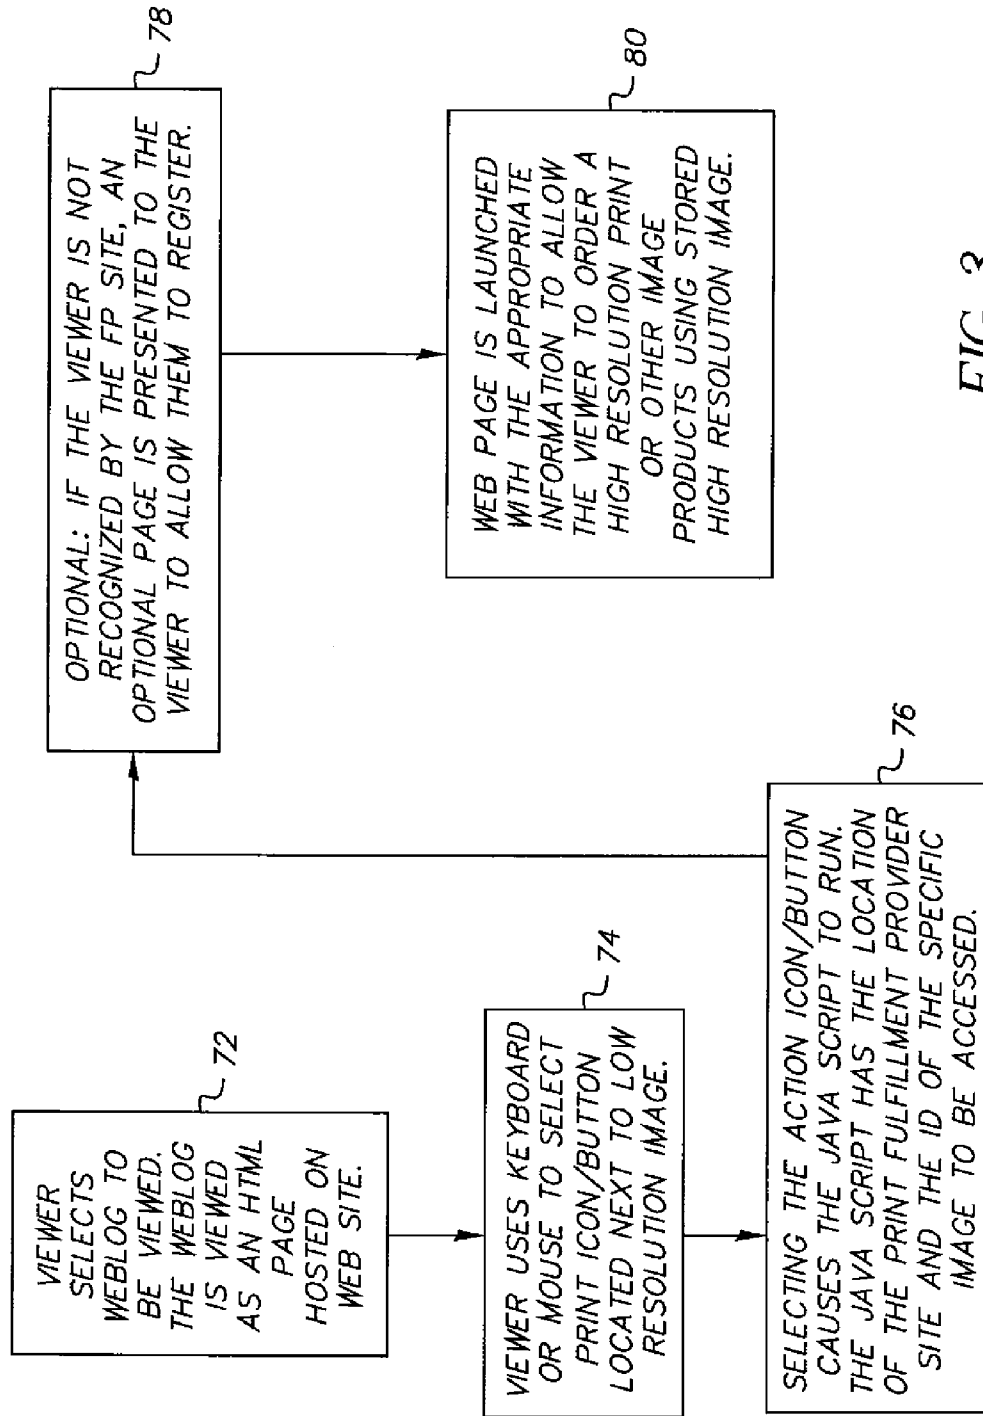 VIEWER
SELECTS
WEBLOG TO
BE VIEWED.
THE WEBLOG
IS VIEWED
AS AN HTML
PAGE
HOSTED ON
WEB SITE.
72
VIEWER USES KEYBOARD
OR MOUSE TO SELECT
PRINT ICON/BUTTON
LOCATED NEXT TO LOW
RESOLUTION IMAGE.
74
SELECTING THE ACTION ICON/BUTTON
CAUSES THE JAVA SCRIPT TO RUN.
THE JAVA SCRIPT HAS THE LOCATION
OF THE PRINT FULFILLMENT PROVIDER
SITE AND THE ID OF THE SPECIFIC
IMAGE TO BE ACCESSED.
76
OPTIONAL: IF THE VIEWER IS NOT
RECOGNIZED BY THE FP SITE, AN
OPTIONAL PAGE IS PRESENTED TO THE
VIEWER TO ALLOW THEM TO REGISTER.
78
WEB PAGE IS LAUNCHED
WITH THE APPROPRIATE
INFORMATION TO ALLOW
THE VIEWER TO ORDER A
HIGH RESOLUTION PRINT
OR OTHER IMAGE
PRODUCTS USING STORED
HIGH RESOLUTION IMAGE.
80
FIG. 3